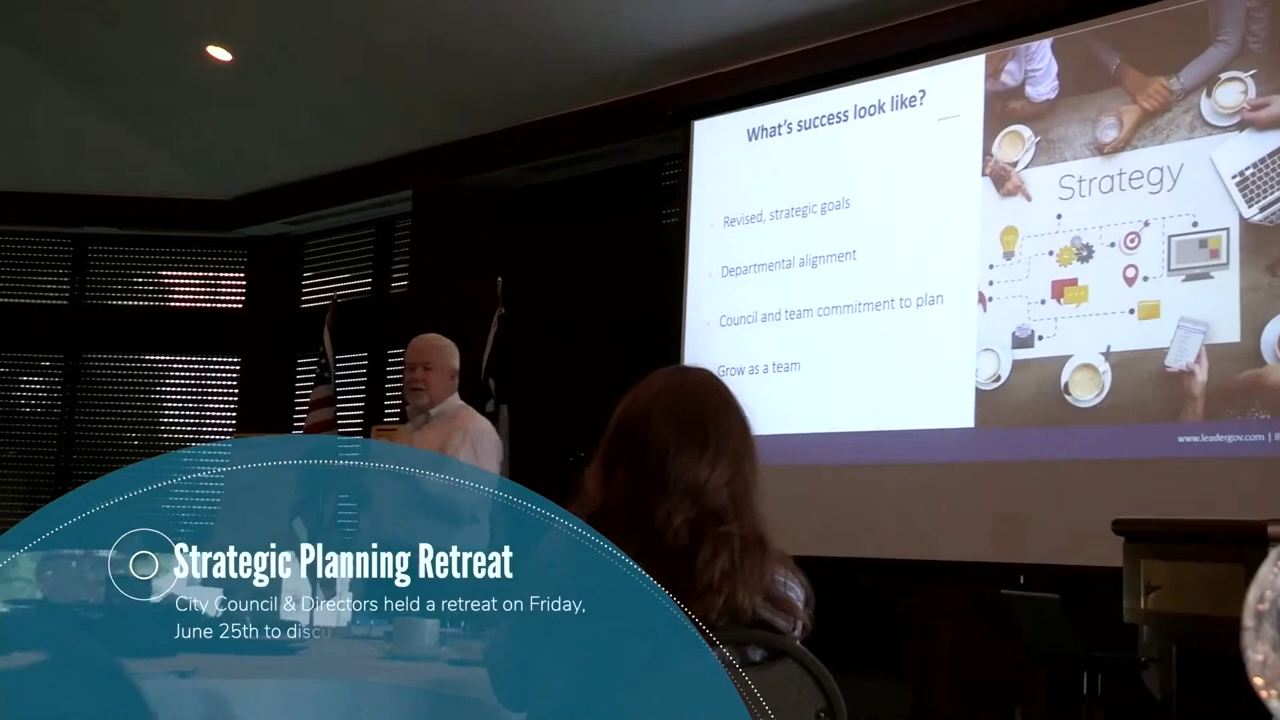 What's success look like?
Revised, strategic goals
Departmental alignment
Council and team commitment to plan
Grow as a team
Strategy
www.leadergov.com | 8
Strategic Planning Retreat
City Council & Directors held a retreat on Friday,
June 25th to discu